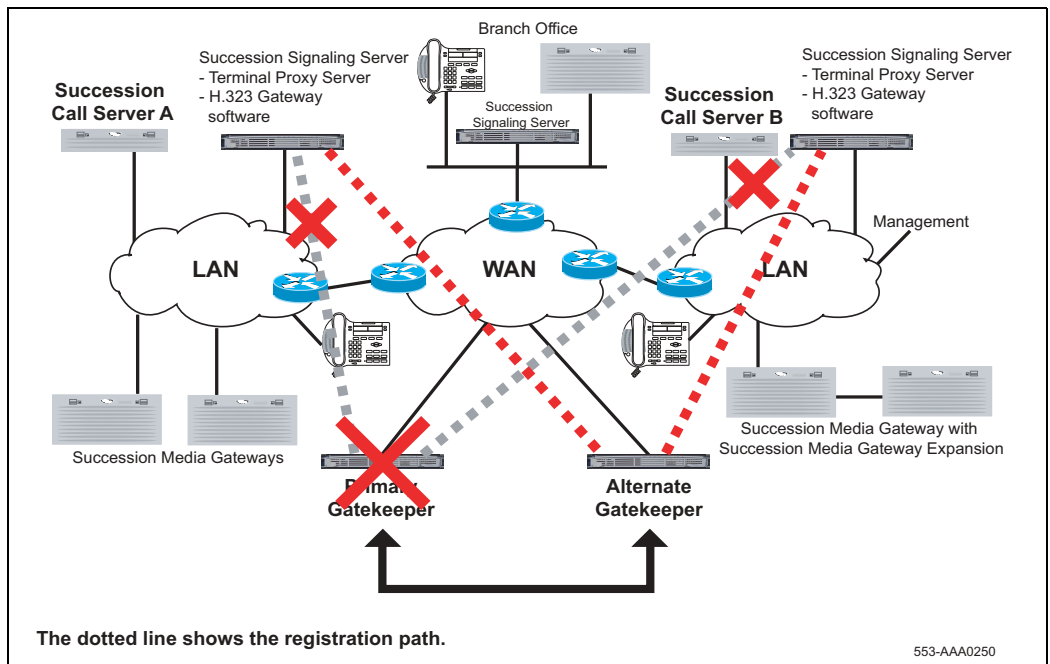 Branch Office
Succession Signaling Server
- Terminal Proxy Server
- H.323 Gateway
software
Succession
Call Server A
Succession
Signaling Server
Succession
Call Server B
Succession Signaling Server
- Terminal Proxy Server
- H.323 Gateway
software
Management
LAN
WAN
LAN
Succession Media Gateways
Succession Media Gateway with
Succession Media Gateway Expansion
Primary
Gatekeeper
Alternate
Gatekeeper
The dotted line shows the registration path.
553-AAA0250